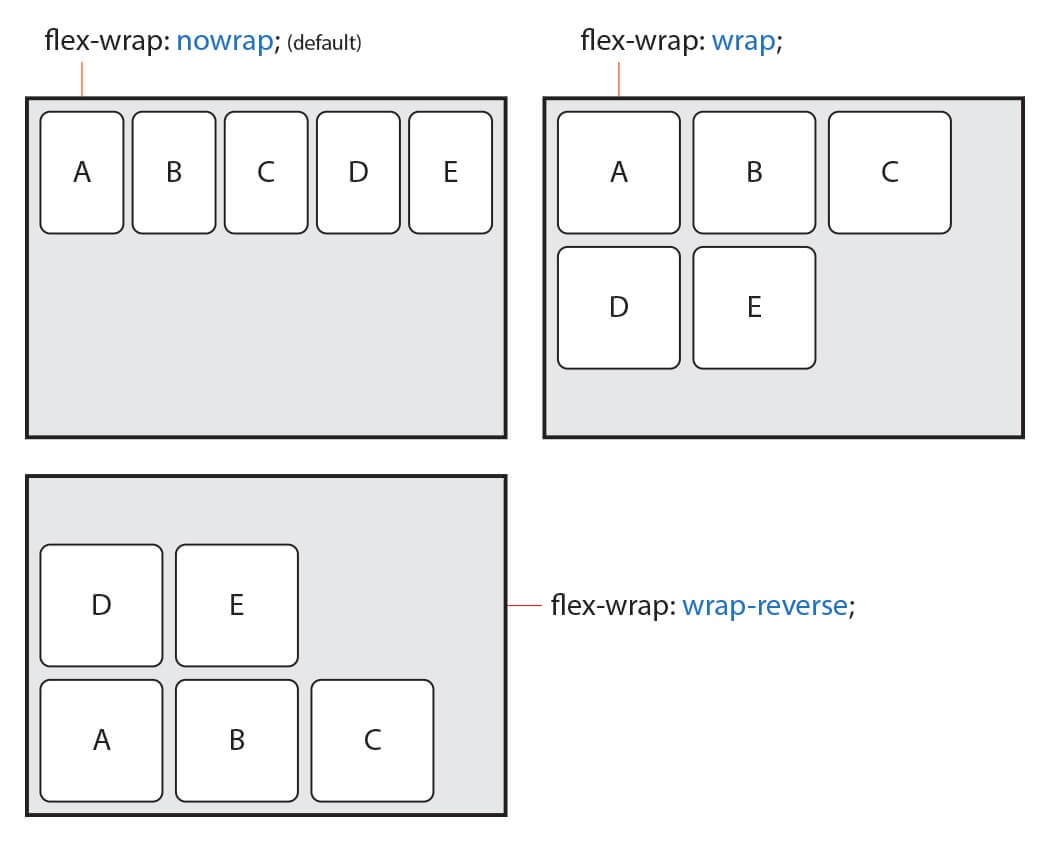 flex-wrap: nowrap; (default)
A B C D E
flex-wrap: wrap;
A B C
D E
D E
A B C
flex-wrap: wrap-reverse;